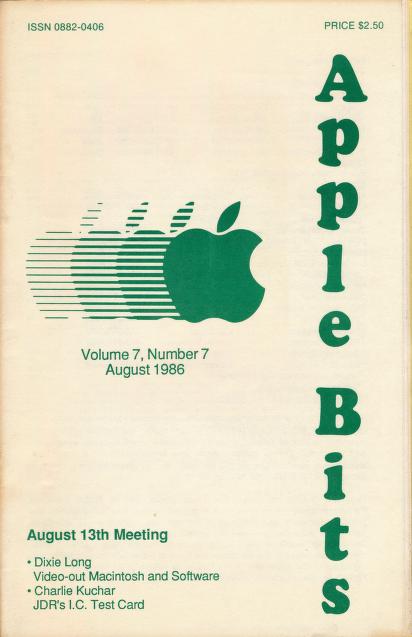 ISSN 0882-0406
PRICE $2.50
Apple Bits
Volume 7, Number 7
August 1986
August 13th Meeting
• Dixie Long
Video-out Macintosh and Software
• Charlie Kuchar
JDR's I.C. Test Card